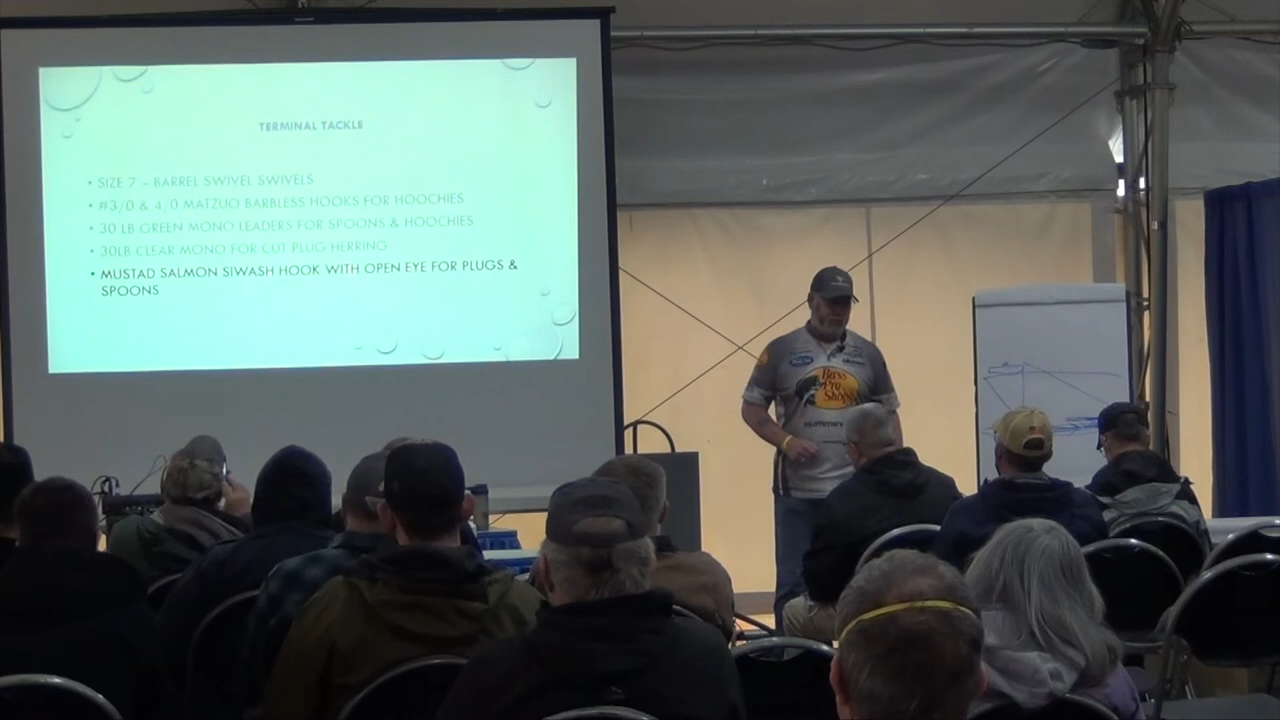 TERMINAL TACKLE
• SIZE 7 – BARREL SWIVEL SWIVELS
• #3/0 & 4/0 MATZUO BARBLESS HOOKS FOR HOOCHIES
• 30 LB GREEN MONO LEADERS FOR SPOONS & HOOCHIES
• 30LB CLEAR MONO FOR CUT PLUG HERRING
• MUSTAD SALMON SIWASH HOOK WITH OPEN EYE FOR PLUGS &
SPOONS
Bass
Pro
Shops